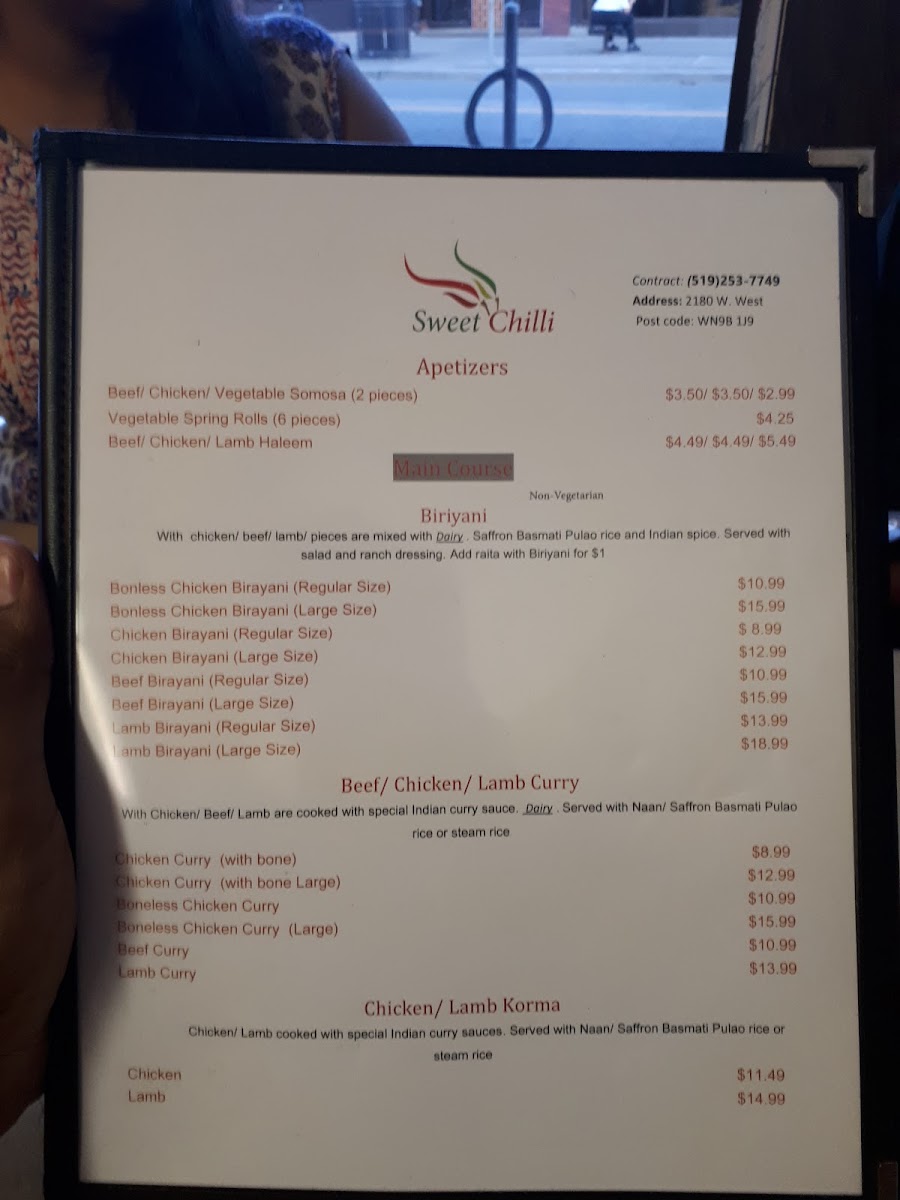 Sweet Chilli
Contract: (519)253-7749
Address: 2180 W. West
Post code: WN9B 1J9
Apetizers
Beef/ Chicken/ Vegetable Somosa (2 pieces) $3.50/ $3.50/ $2.99
Vegetable Spring Rolls (6 pieces) $4.25
Beef/ Chicken/ Lamb Haleem $4.49/ $4.49/ $5.49
Main Course
Non-Vegetarian
Biriyani
With chicken/ beef/ lamb/ pieces are mixed with Dairy . Saffron Basmati Pulao rice and Indian spice. Served with
salad and ranch dressing. Add raita with Biriyani for $1
Bonless Chicken Birayani (Regular Size) $10.99
Bonless Chicken Birayani (Large Size) $15.99
Chicken Birayani (Regular Size) $ 8.99
Chicken Birayani (Large Size) $12.99
Beef Birayani (Regular Size) $10.99
Beef Birayani (Large Size) $15.99
Lamb Birayani (Regular Size) $13.99
Lamb Birayani (Large Size) $18.99
Beef/ Chicken/ Lamb Curry
With Chicken/ Beef/ Lamb are cooked with special Indian curry sauce. Dairy . Served with Naan/ Saffron Basmati Pulao
rice or steam rice
Chicken Curry (with bone) $8.99
Chicken Curry (with bone Large) $12.99
Boneless Chicken Curry $10.99
Boneless Chicken Curry (Large) $15.99
Beef Curry $10.99
Lamb Curry $13.99
Chicken/ Lamb Korma
Chicken/ Lamb cooked with special Indian curry sauces. Served with Naan/ Saffron Basmati Pulao rice or
steam rice
Chicken $11.49
Lamb $14.99